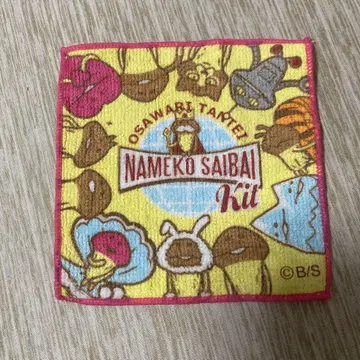 OSAWARI TANTEI
NAMEKO SAIBAI
Kit
©B/S